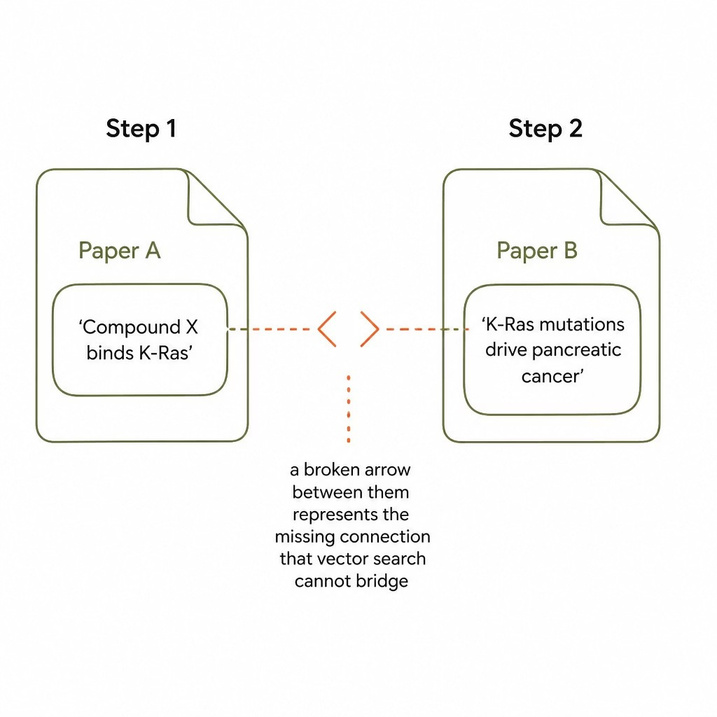 Step 1
Step 2
Paper A
‘Compound X
binds K-Ras’
Paper B
‘K-Ras mutations
drive pancreatic
cancer’
a broken arrow
between them
represents the
missing connection
that vector search
cannot bridge